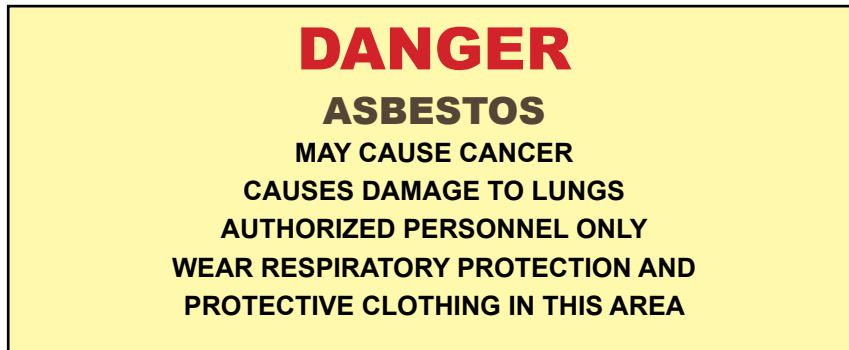 DANGER
ASBESTOS
MAY CAUSE CANCER
CAUSES DAMAGE TO LUNGS
AUTHORIZED PERSONNEL ONLY
WEAR RESPIRATORY PROTECTION AND
PROTECTIVE CLOTHING IN THIS AREA